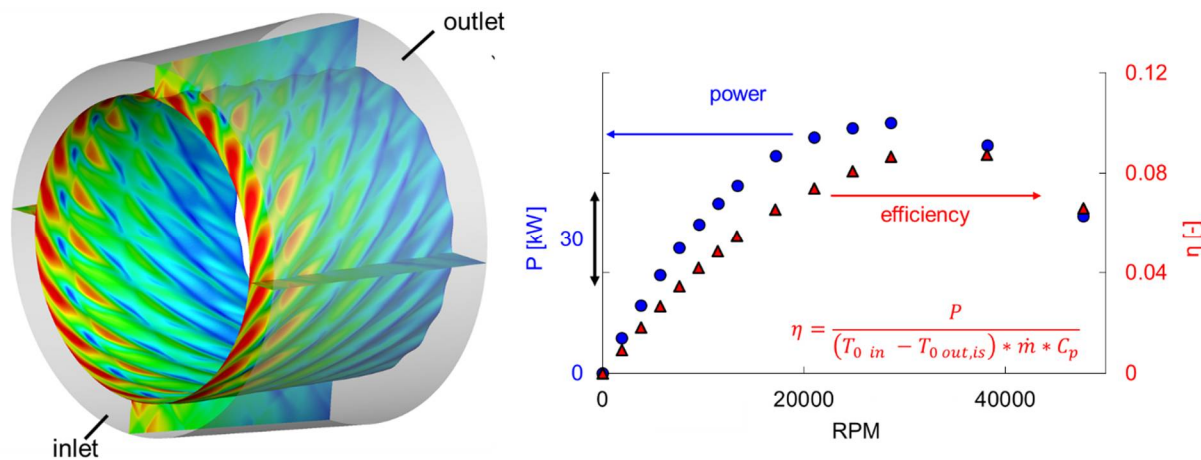 outlet
inlet
power
efficiency
P [kW]
30
0
0.12
0.08
0.04
0
η [-]
η = P / (T₀ in − T₀ out,is) * ṁ * Cₚ
0
20000
40000
RPM